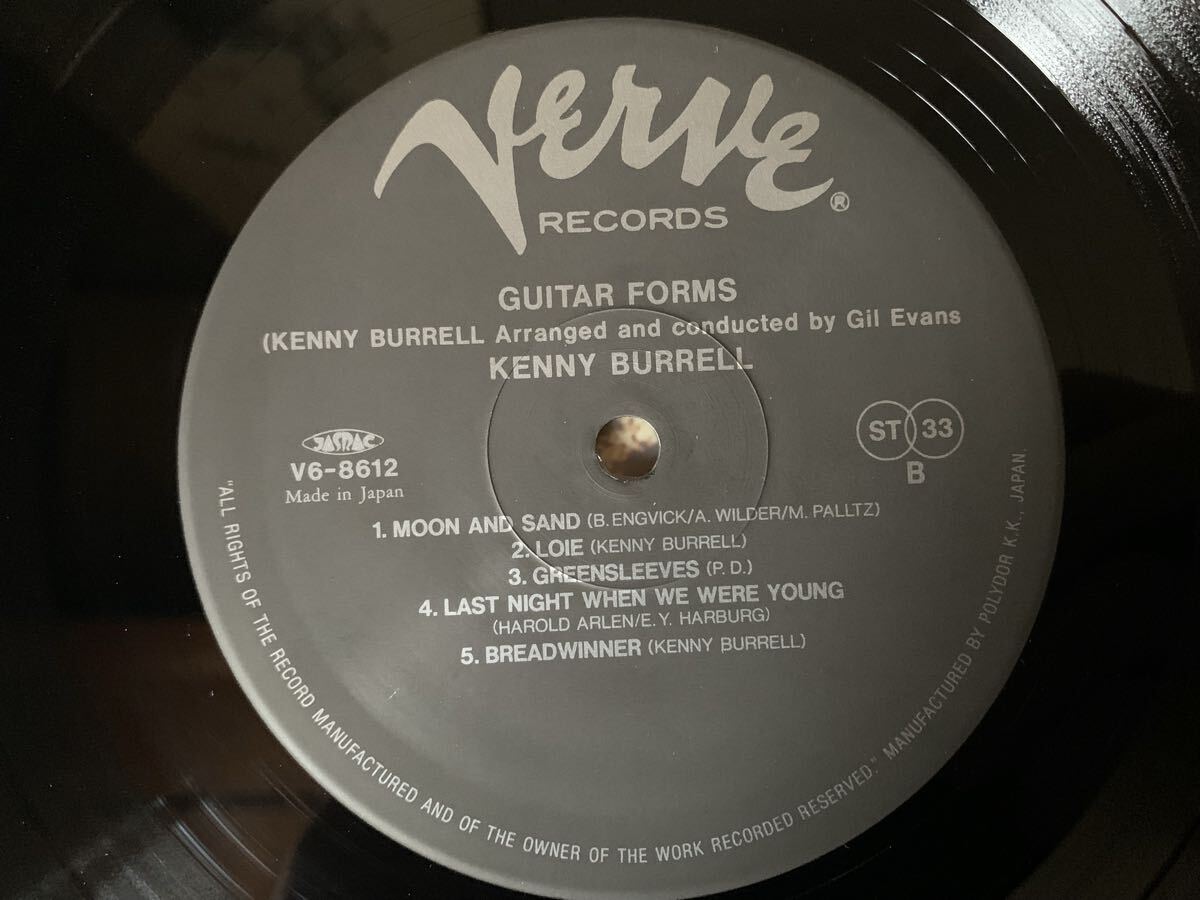 Verve ®
RECORDS
GUITAR FORMS
(KENNY BURRELL Arranged and conducted by Gil Evans
KENNY BURRELL
JASRAC
V6-8612
Made in Japan
ST 33
B
1. MOON AND SAND (B. ENGVICK/A. WILDER/M. PALLTZ)
2. LOIE (KENNY BURRELL)
3. GREENSLEEVES (P. D.)
4. LAST NIGHT WHEN WE WERE YOUNG
(HAROLD ARLEN/E. Y. HARBURG)
5. BREADWINNER (KENNY BURRELL)
"ALL RIGHTS OF THE RECORD MANUFACTURED AND OF THE OWNER OF THE WORK RECORDED RESERVED." MANUFACTURED BY POLYDOR K.K., JAPAN.